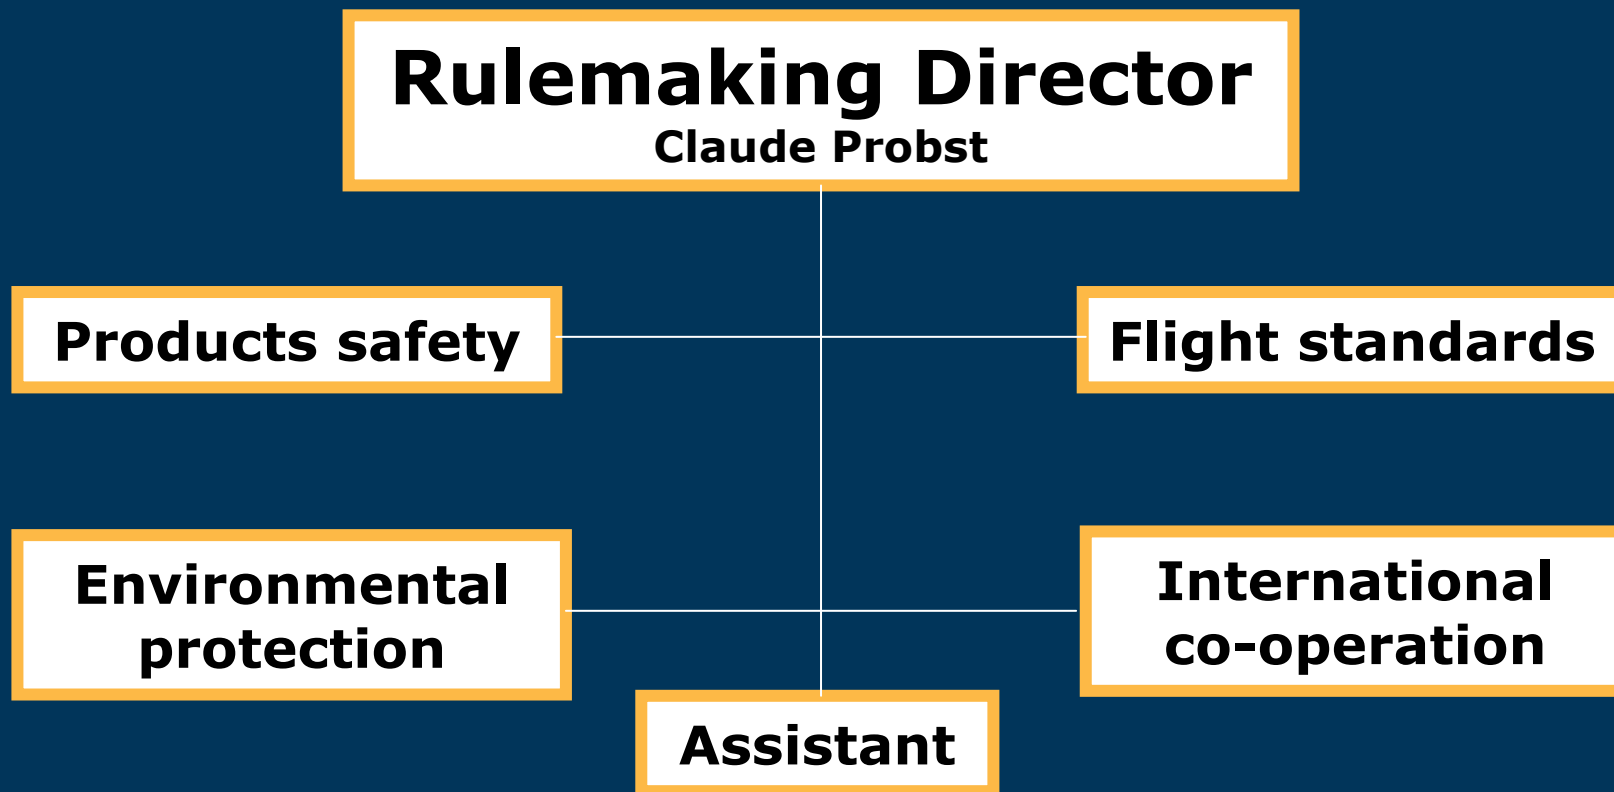 Rulemaking Director
Claude Probst
Products safety
Flight standards
Environmental
protection
International
co-operation
Assistant